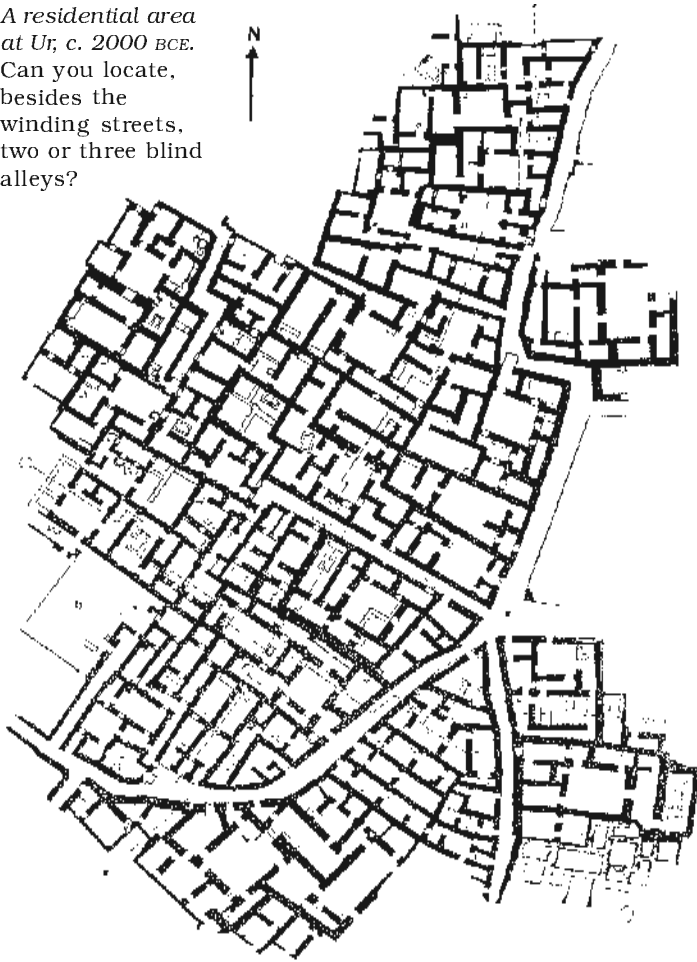 A residential area
at Ur, c. 2000 BCE.
Can you locate,
besides the
winding streets,
two or three blind
alleys?
N